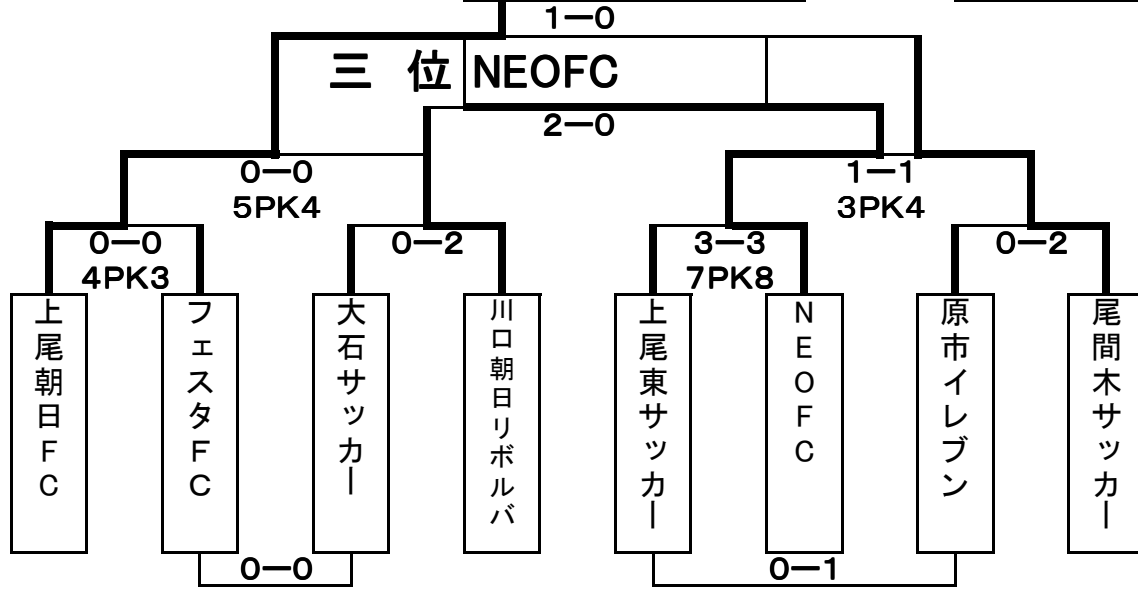 1―0
三 位 NEOFC
2―0
0―0
5PK4
1―1
3PK4
0―0
4PK3
0―2
3―3
7PK8
0―2
上尾朝日FC
フェスタFC
大石サッカー
川口朝日リボルバ
上尾東サッカー
NEOFC
原市イレブン
尾間木サッカー
0―0
0―1